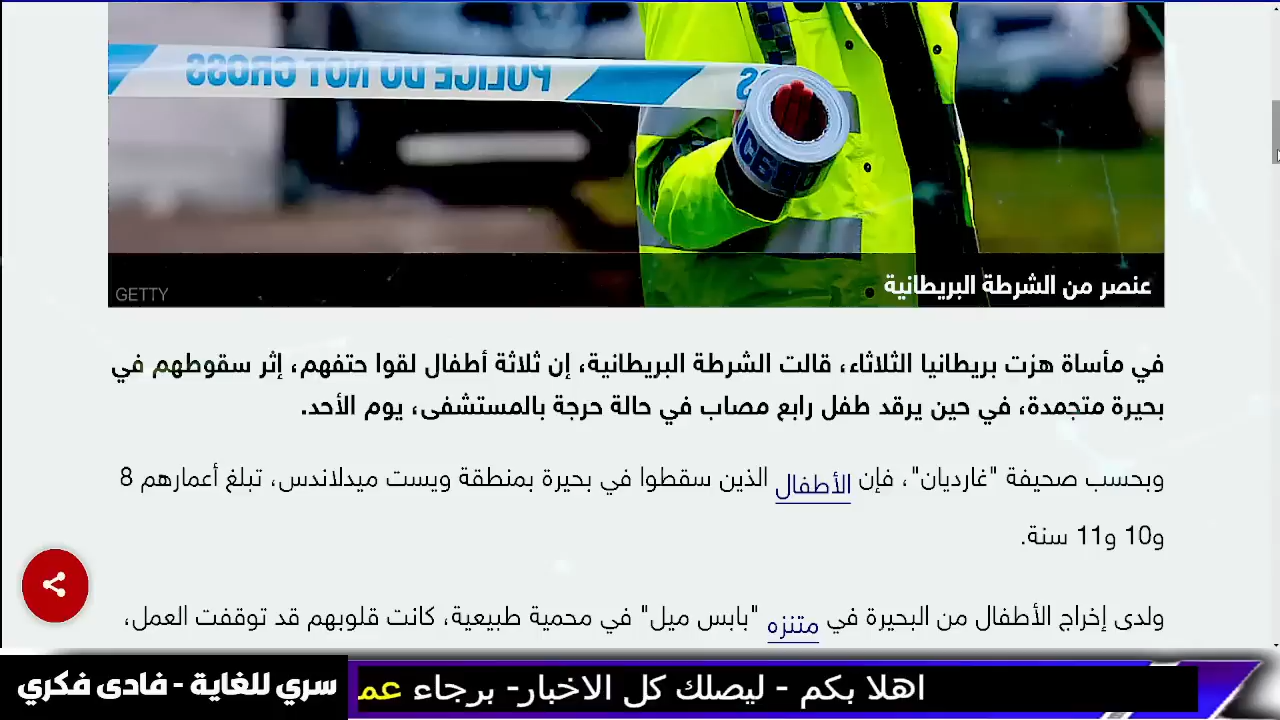 POLICE DO NOT CROSS
عنصر من الشرطة البريطانية
GETTY
في مأساة هزت بريطانيا الثلاثاء، قالت الشرطة البريطانية، إن ثلاثة أطفال لقوا حتفهم، إثر سقوطهم في
بحيرة متجمدة، في حين يرقد طفل رابع مصاب في حالة حرجة بالمستشفى، يوم الأحد.
وبحسب صحيفة "غارديان"، فإن الأطفال الذين سقطوا في بحيرة بمنطقة ويست ميدلاندس، تبلغ أعمارهم 8
و10 و11 سنة.
ولدى إخراج الأطفال من البحيرة في متنزه "بابس ميل" في محمية طبيعية، كانت قلوبهم قد توقفت العمل،
اهلا بكم - ليصلك كل الاخبار- برجاء عم
سري للغاية - فادى فكري